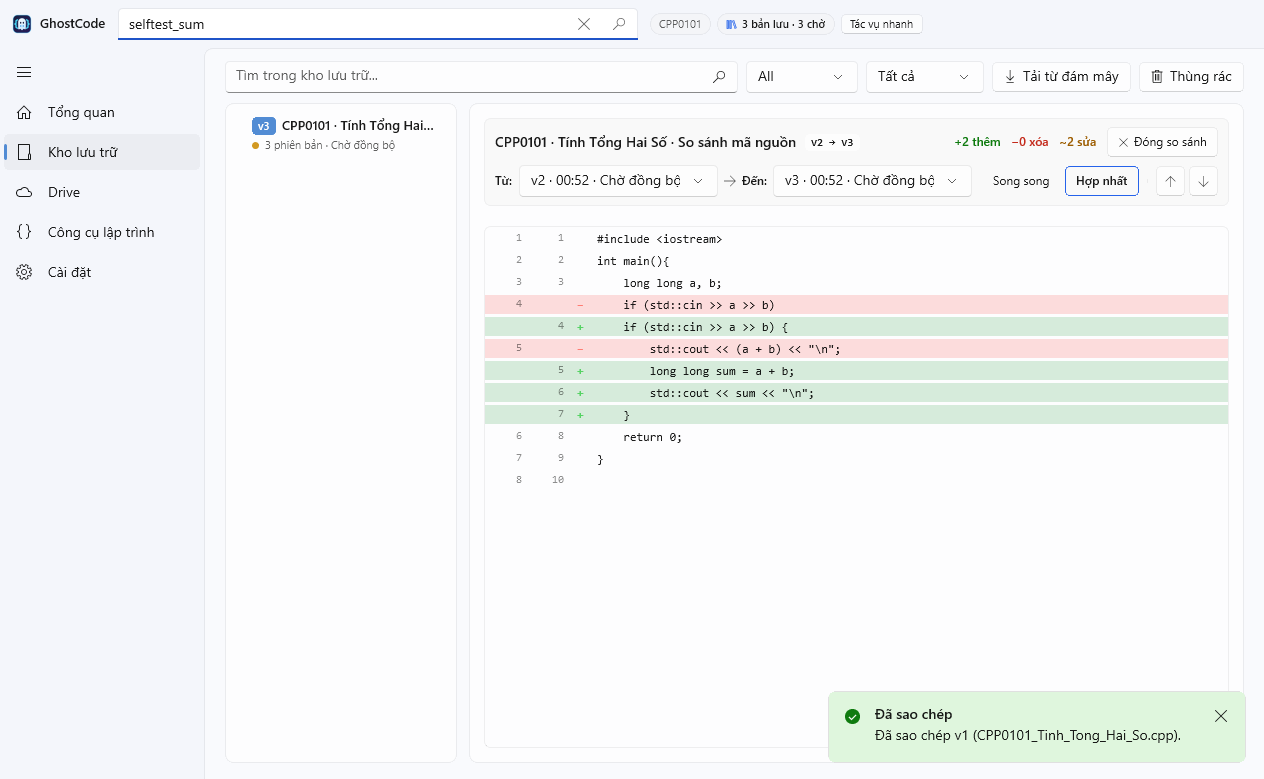 GhostCode
selftest_sum
CPP0101
3 bản lưu · 3 chờ
Tác vụ nhanh
Tổng quan
Kho lưu trữ
Drive
Công cụ lập trình
Cài đặt
Tìm trong kho lưu trữ...
All
Tất cả
Tải từ đám mây
Thùng rác
v3 CPP0101 · Tính Tổng Hai...
3 phiên bản · Chờ đồng bộ
CPP0101 · Tính Tổng Hai Số · So sánh mã nguồn v2 → v3
+2 thêm −0 xóa ~2 sửa
Đóng so sánh
Từ: v2 · 00:52 · Chờ đồng bộ → Đến: v3 · 00:52 · Chờ đồng bộ
Song song
Hợp nhất
1 1 #include <iostream>
2 2 int main(){
3 3 long long a, b;
4 − if (std::cin >> a >> b)
4 + if (std::cin >> a >> b) {
5 − std::cout << (a + b) << "\n";
5 + long long sum = a + b;
6 + std::cout << sum << "\n";
7 + }
6 8 return 0;
7 9 }
8 10
Đã sao chép
Đã sao chép v1 (CPP0101_Tinh_Tong_Hai_So.cpp).